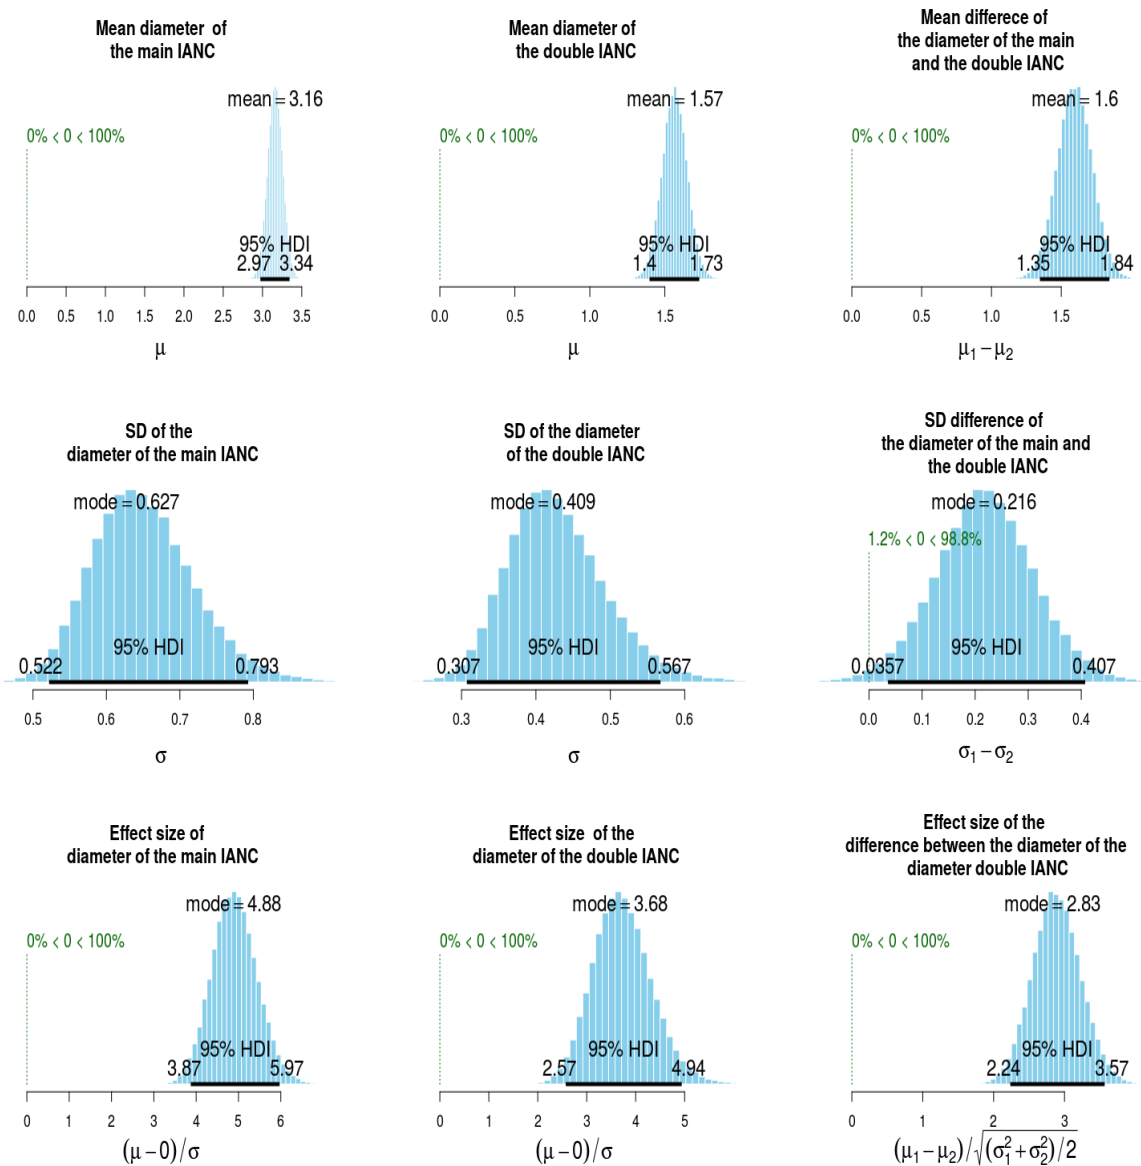 Mean diameter of
the main IANC
mean = 3.16
0% < 0 < 100%
95% HDI
2.97 3.34
0.0 0.5 1.0 1.5 2.0 2.5 3.0 3.5
μ
Mean diameter of
the double IANC
mean = 1.57
0% < 0 < 100%
95% HDI
1.4 1.73
0.0 0.5 1.0 1.5
μ
Mean differece of
the diameter of the main
and the double IANC
mean = 1.6
0% < 0 < 100%
95% HDI
1.35 1.84
0.0 0.5 1.0 1.5
μ1 − μ2
SD of the
diameter of the main IANC
mode = 0.627
95% HDI
0.522 0.793
0.5 0.6 0.7 0.8
σ
SD of the diameter
of the double IANC
mode = 0.409
95% HDI
0.307 0.567
0.3 0.4 0.5 0.6
σ
SD difference of
the diameter of the main and
the double IANC
mode = 0.216
1.2% < 0 < 98.8%
95% HDI
0.0357 0.407
0.0 0.1 0.2 0.3 0.4
σ1 − σ2
Effect size of
diameter of the main IANC
mode = 4.88
0% < 0 < 100%
95% HDI
3.87 5.97
0 1 2 3 4 5 6
(μ − 0)/σ
Effect size of the
diameter of the double IANC
mode = 3.68
0% < 0 < 100%
95% HDI
2.57 4.94
0 1 2 3 4 5
(μ − 0)/σ
Effect size of the
difference between the diameter of the
diameter double IANC
mode = 2.83
0% < 0 < 100%
95% HDI
2.24 3.57
0 1 2 3
(μ1 − μ2)/√(σ1² + σ2²)/2